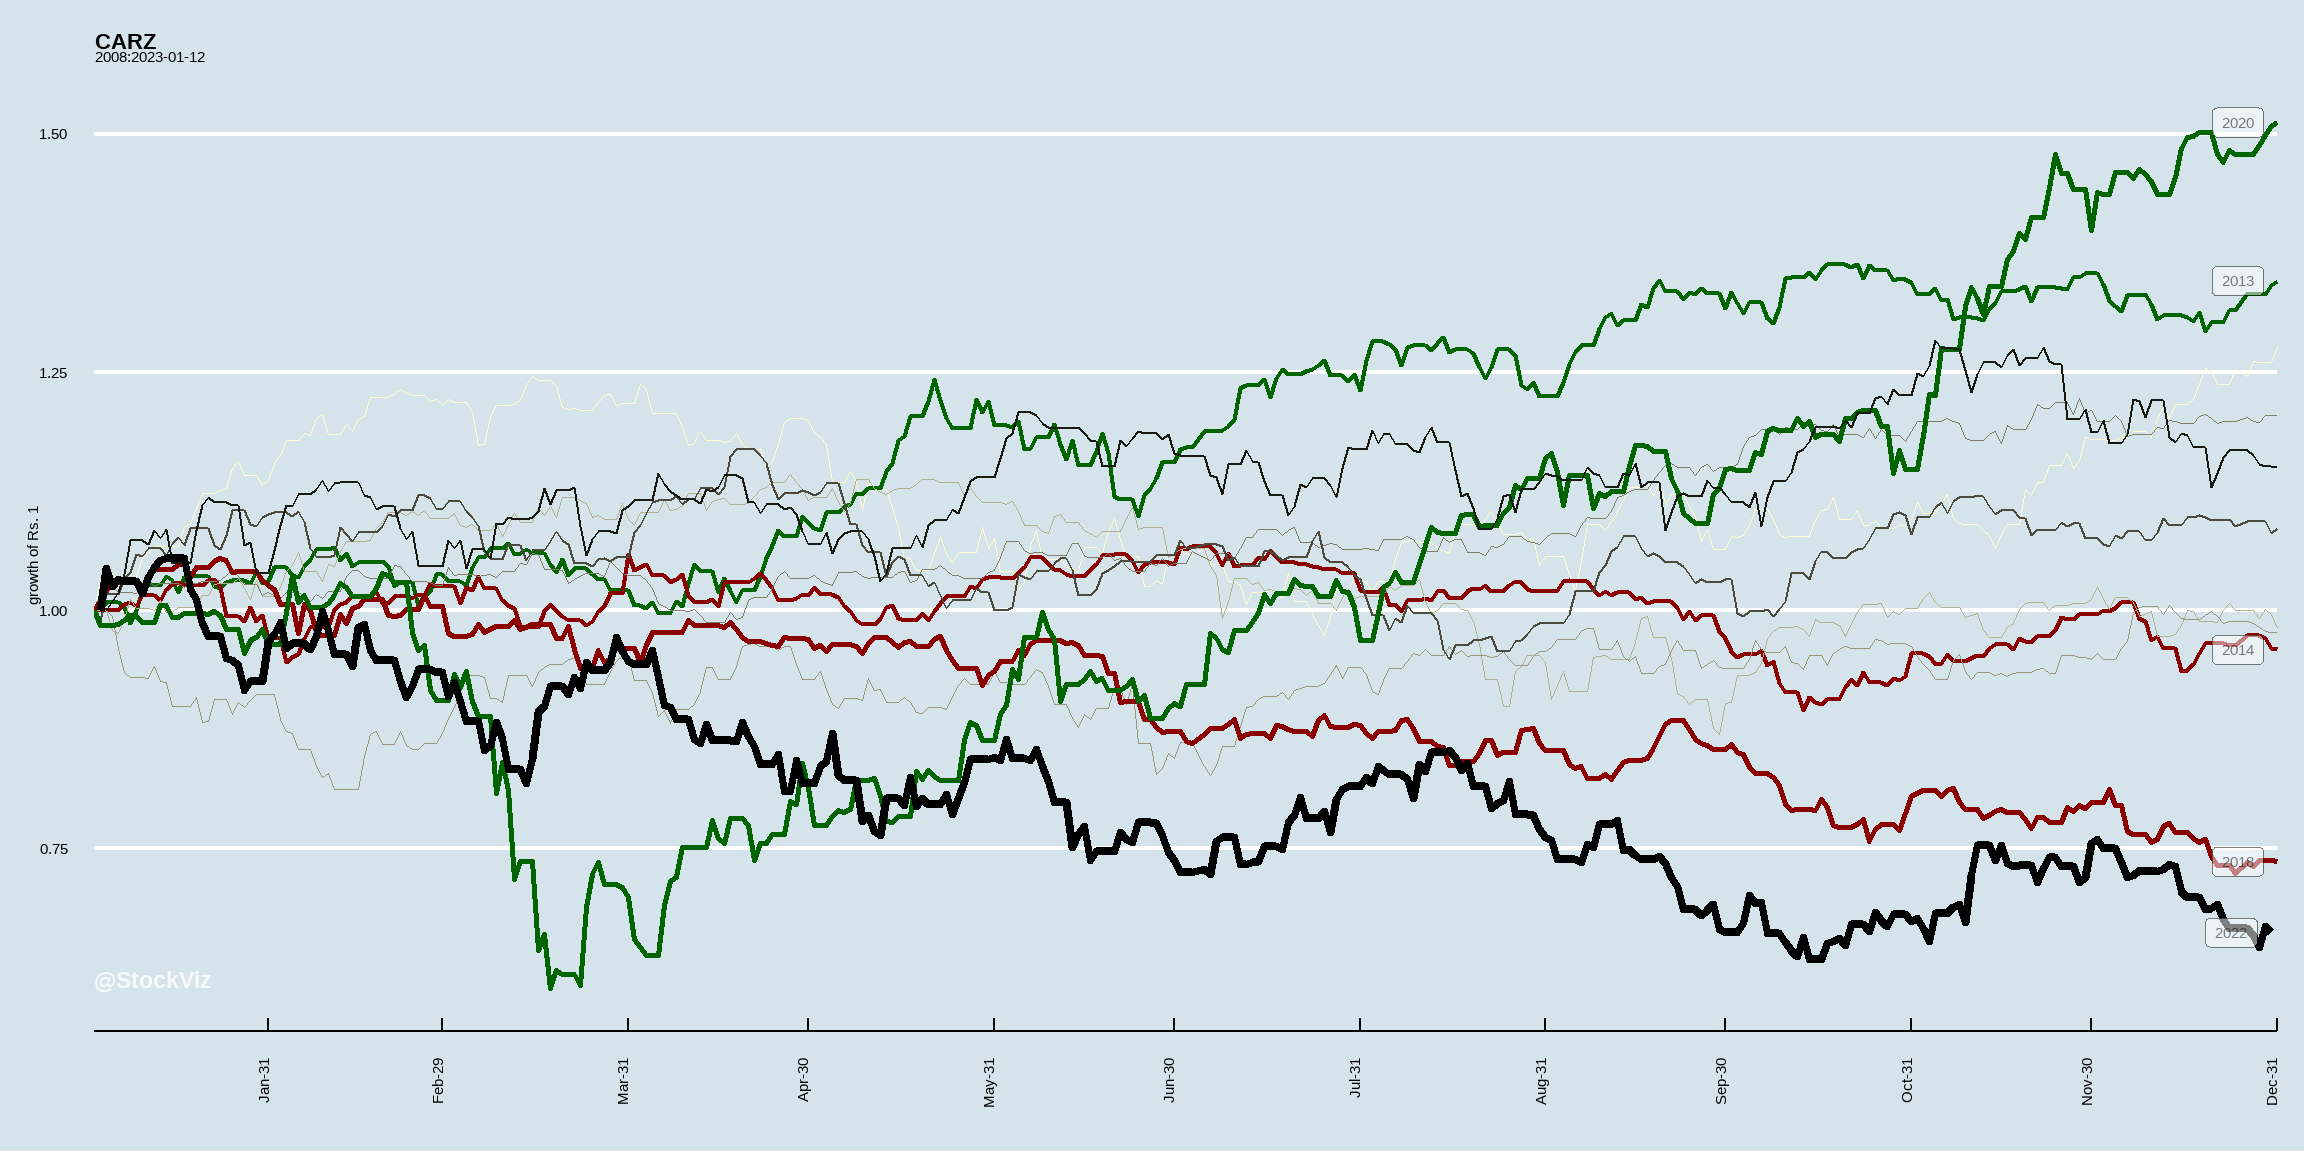 CARZ
2008:2023-01-12
growth of Rs. 1
1.50
1.25
1.00
0.75
2020
2013
2014
2018
2022
@StockViz
Jan-31
Feb-29
Mar-31
Apr-30
May-31
Jun-30
Jul-31
Aug-31
Sep-30
Oct-31
Nov-30
Dec-31